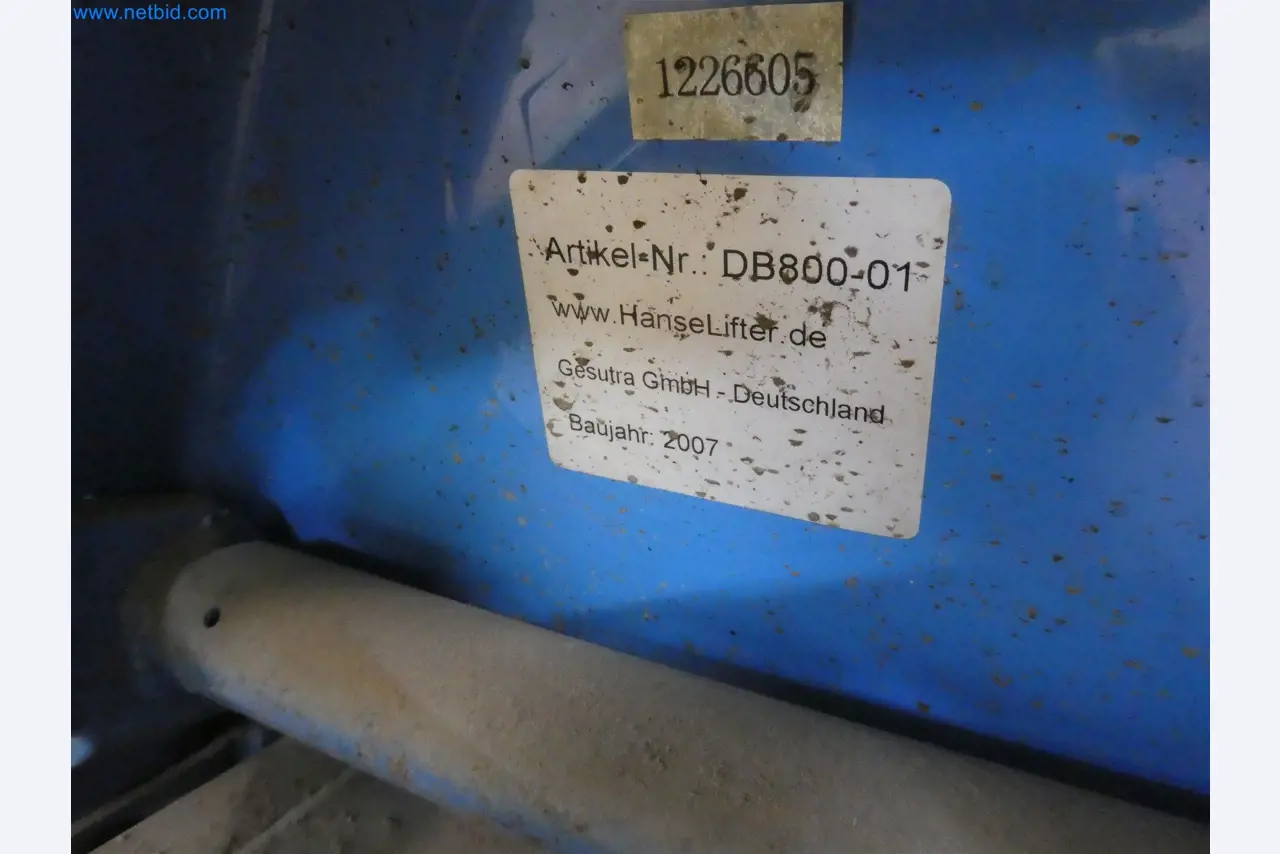 www.netbid.com
1226605
Artikel-Nr.: DB800-01
www.HanseLifter.de
Gesutra GmbH - Deutschland
Baujahr: 2007